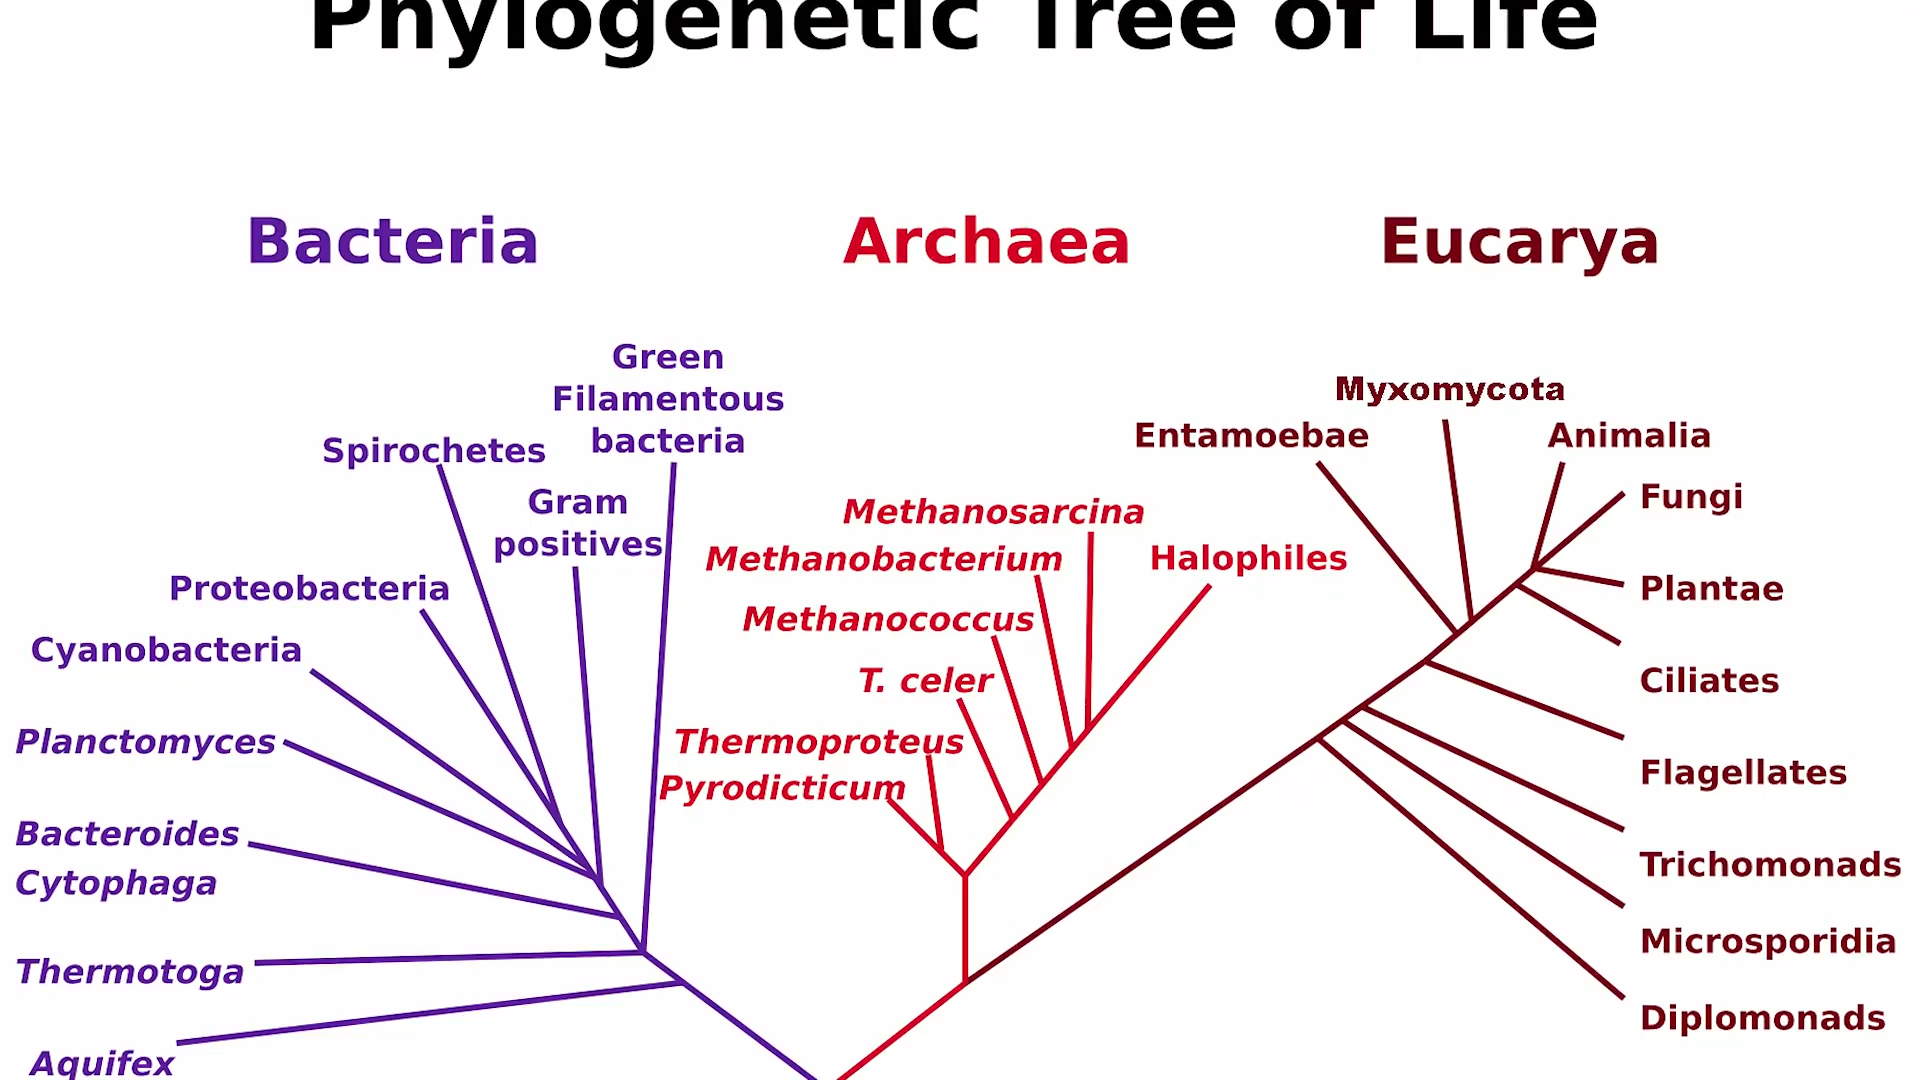 Phylogenetic Tree of Life
Bacteria
Archaea
Eucarya
Green
Filamentous
bacteria
Spirochetes
Gram
positives
Proteobacteria
Cyanobacteria
Planctomyces
Bacteroides
Cytophaga
Thermotoga
Aquifex
Methanosarcina
Methanobacterium
Halophiles
Methanococcus
T. celer
Thermoproteus
Pyrodicticum
Myxomycota
Entamoebae
Animalia
Fungi
Plantae
Ciliates
Flagellates
Trichomonads
Microsporidia
Diplomonads